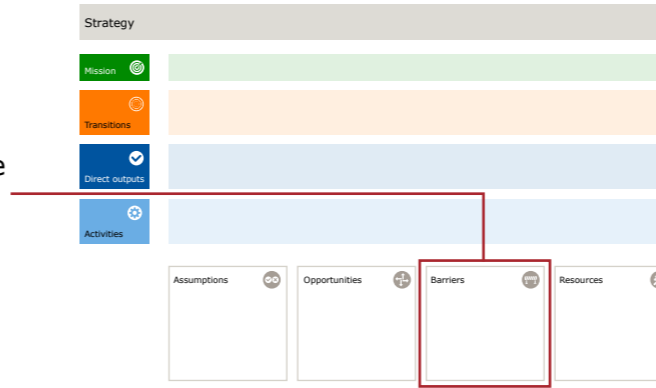 Strategy
Mission
Transitions
e
Direct outputs
Activities
Assumptions
Opportunities
Barriers
Resources